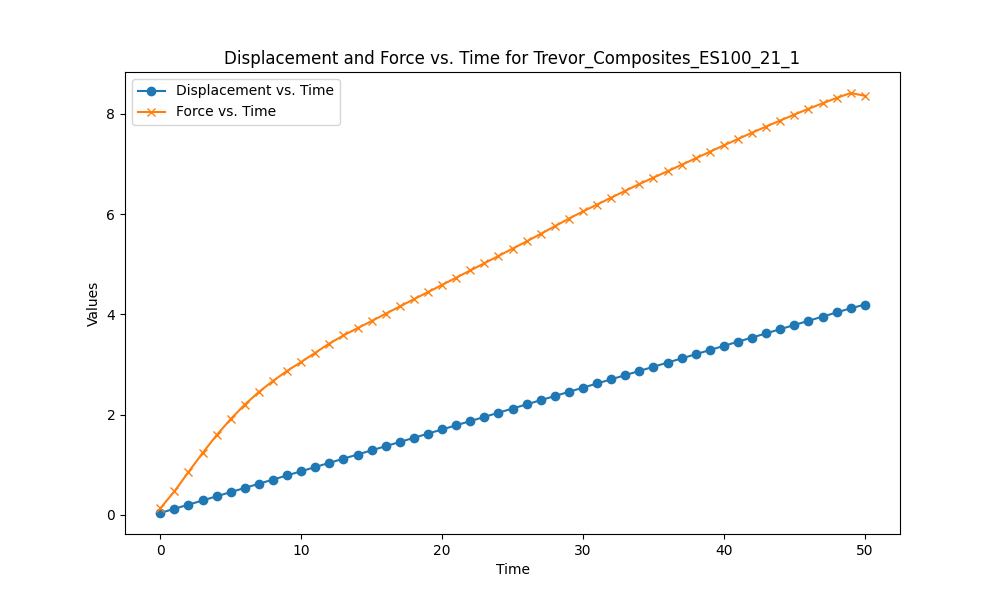 Displacement and Force vs. Time for Trevor_Composites_ES100_21_1
Displacement vs. Time
Force vs. Time
8
6
4
2
0
Values
0 10 20 30 40 50
Time